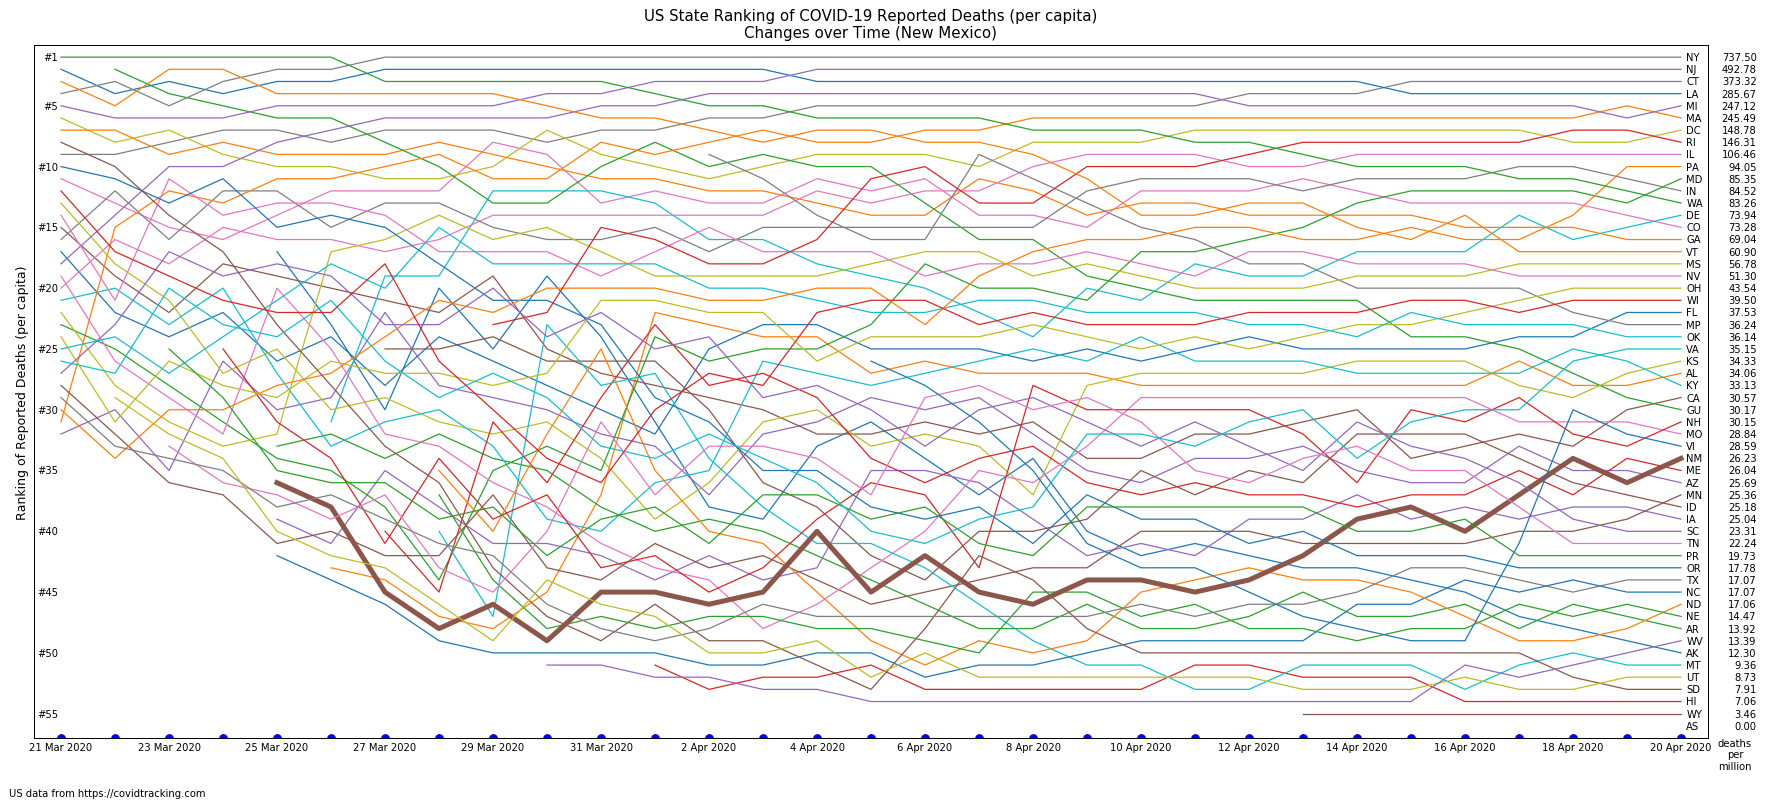 US State Ranking of COVID-19 Reported Deaths (per capita)
Changes over Time (New Mexico)
Ranking of Reported Deaths (per capita)
#1
#5
#10
#15
#20
#25
#30
#35
#40
#45
#50
#55
NY 737.50
NJ 492.78
CT 373.32
LA 285.67
MI 247.12
MA 245.49
DC 148.78
RI 146.31
IL 106.46
PA 94.05
MD 85.35
IN 84.52
WA 83.26
DE 73.94
CO 73.28
GA 69.04
VT 60.90
MS 56.78
NV 51.30
OH 43.54
WI 39.50
FL 37.53
MP 36.24
OK 36.14
VA 35.15
KS 34.33
AL 34.06
KY 33.13
CA 30.57
GU 30.17
NH 30.15
MO 28.84
VI 28.59
NM 26.23
ME 26.04
AZ 25.69
MN 25.36
ID 25.18
IA 25.04
SC 23.31
TN 22.24
PR 19.73
OR 17.78
TX 17.07
NC 17.07
ND 17.06
NE 14.47
AR 13.92
WV 13.39
AK 12.30
MT 9.36
UT 8.73
SD 7.91
HI 7.06
WY 3.46
AS 0.00
21 Mar 2020 23 Mar 2020 25 Mar 2020 27 Mar 2020 29 Mar 2020 31 Mar 2020 2 Apr 2020 4 Apr 2020 6 Apr 2020 8 Apr 2020 10 Apr 2020 12 Apr 2020 14 Apr 2020 16 Apr 2020 18 Apr 2020 20 Apr 2020
deaths
per
million
US data from https://covidtracking.com